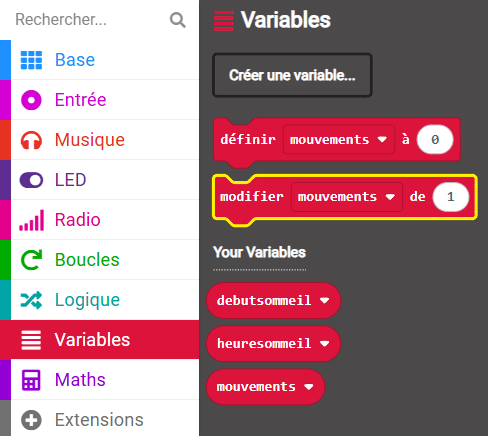 Rechercher...
Base
Entrée
Musique
LED
Radio
Boucles
Logique
Variables
Maths
Extensions
Variables
Créer une variable...
définir mouvements à 0
modifier mouvements de 1
Your Variables
debutsommeil
heuresommeil
mouvements